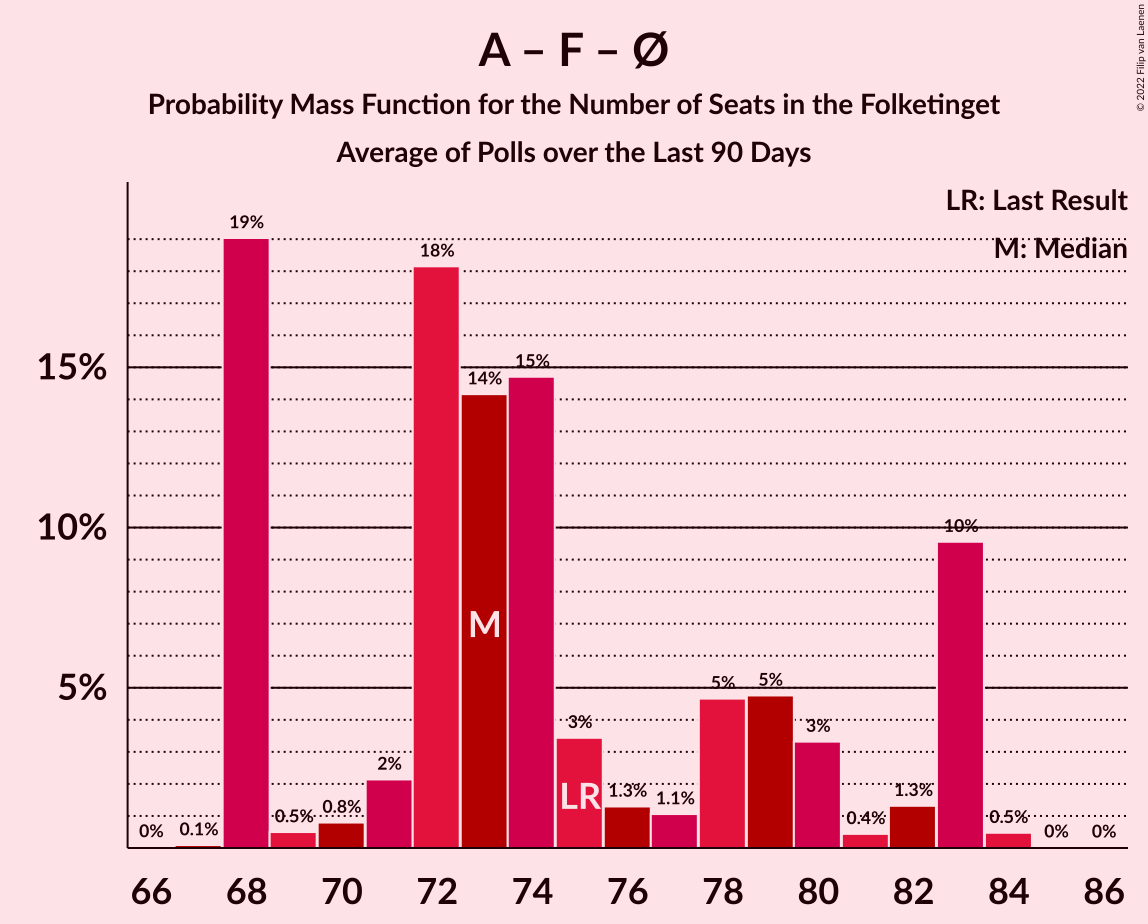 A – F – Ø
Probability Mass Function for the Number of Seats in the Folketinget
Average of Polls over the Last 90 Days
© 2022 Filip van Laenen
LR: Last Result
M: Median
15%
10%
5%
0%
0.1%
19%
0.5%
0.8%
2%
18%
14%
15%
3%
1.3%
1.1%
5%
5%
3%
0.4%
1.3%
10%
0.5%
0%
0%
M
LR
66 68 70 72 74 76 78 80 82 84 86